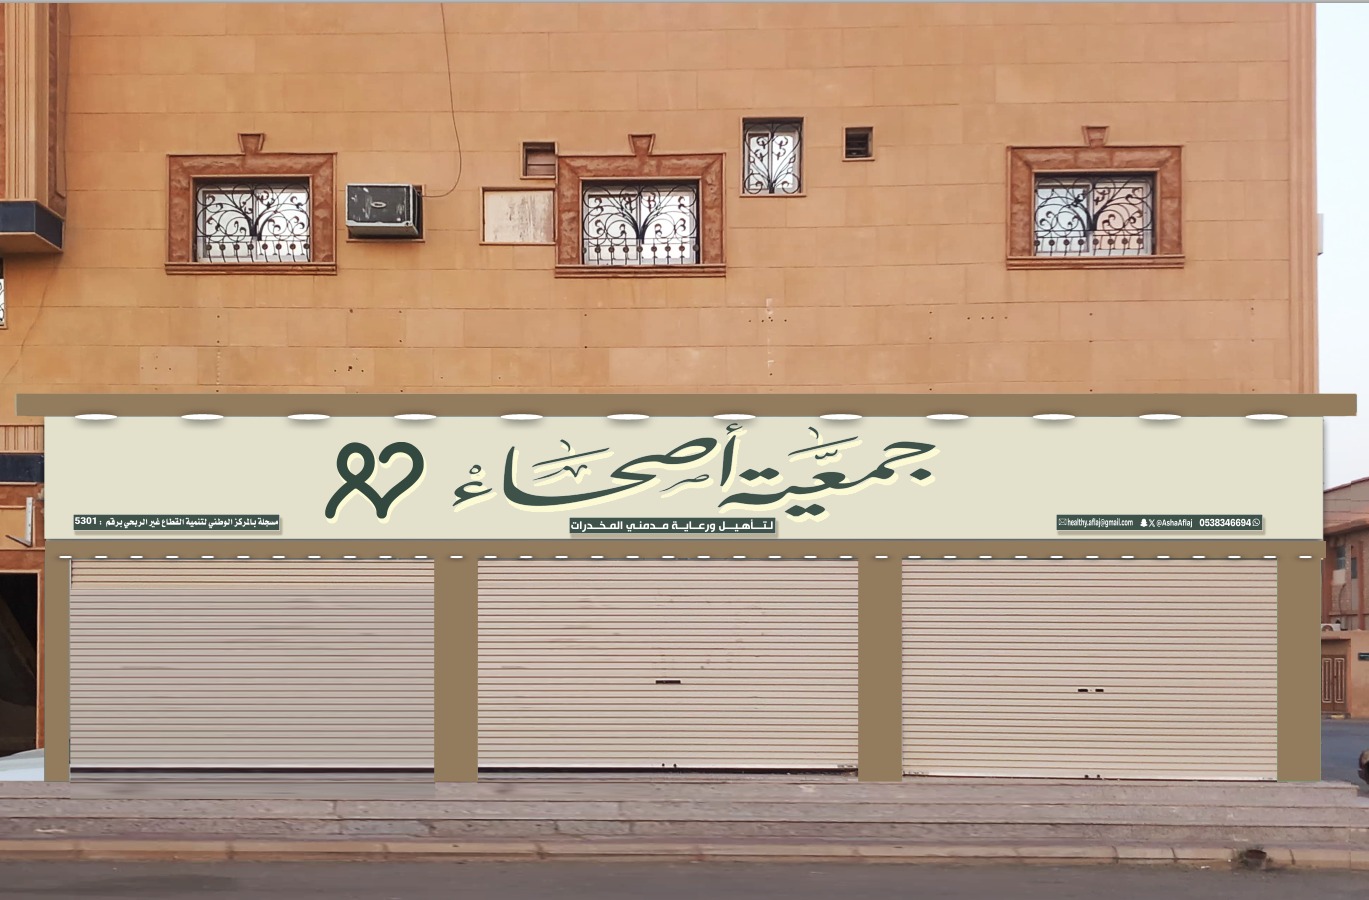 جمعية أصحاء
لتأهيل ورعاية مدمني المخدرات
healthy.aflaj@gmail.com @AshaAflaj 0538346694
مسجلة بالمركز الوطني لتنمية القطاع غير الربحي برقم : 5301